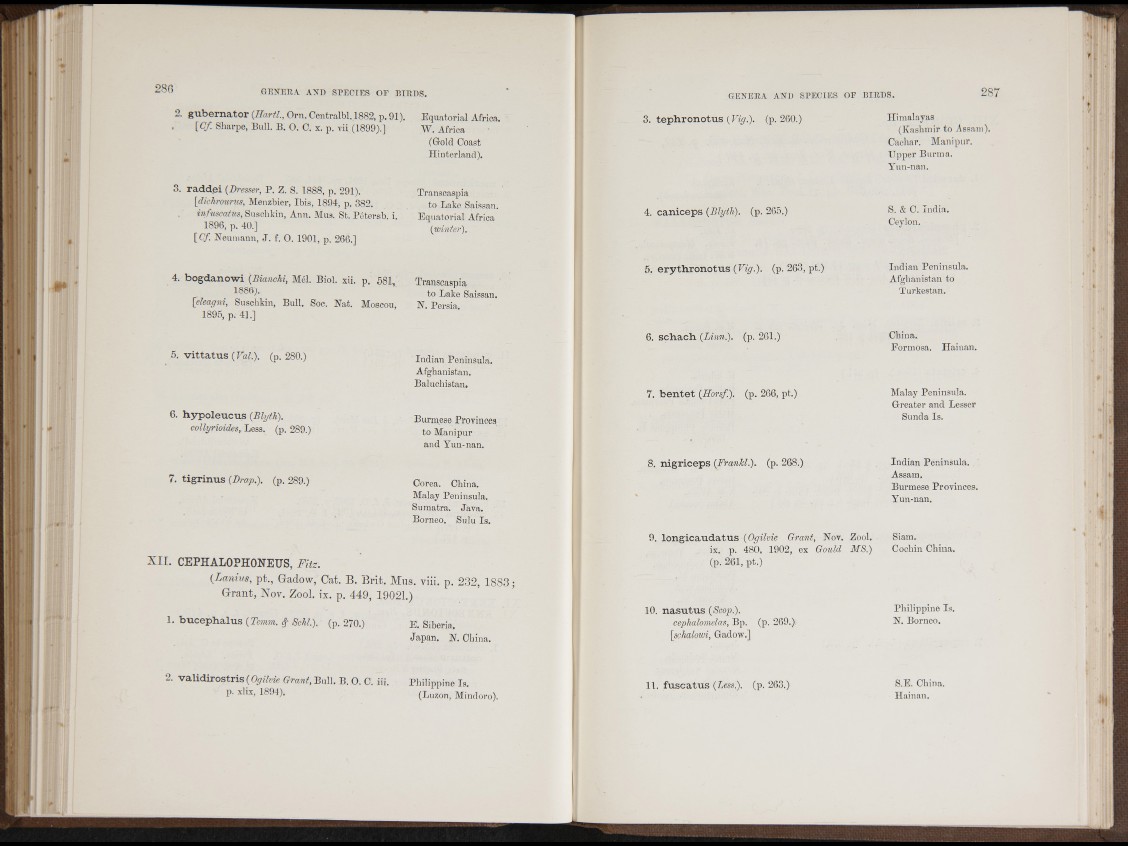 286
GENERA AND SPECIES OF BIRDS.
2. gubernator (Hartl., Orn. Centralbl. 1882, p. 91).
[Cf. Sharpe, Bull. B. O. C. x. p. vii (1899).]
Equatorial Africa.
W. Africa
(Gold Coast
Hinterland).
3. raddei (Dresser, P. Z. S. 1888, p. 291).
[dichrourus, Menzbier, Ibis, 1894, p. 382.
infuscatus, Suschkin, Ann. Mus. St. Pétersb. i.
1896, p. 40.]
[Cf. Neumann, J. f. O. 1901, p. 266.]
Transcaspia
to Lake Saissan.
Equatorial Africa
(winter).
4. bogdanowi (Bianchi, Mél. Biol. xii. p. 581,
1886).
[eleagni, Suschkin, Bull. Soc. Nat. Moscou,
1895, p. 41.]
Transcaspia
to Lake Saissan.
N. Persia.
5. vittatus (Val.). (p. 280.)
Indian Peninsula.
Afghanistan.
Baluchistan.
6. hypoleucus (Blyth).
collyrioides, Less. (p. 289.)
Burmese Provinces
to Manipur
and Yun-nan.
7. tigrinus (Drap.). (p. 289.)
Corea. China.
Malay Peninsula.
Sumatra. Java.
Borneo. Sulu Is.
XII. CEPHALOPHONEUS, Fitz.
(Lanius, pt., Gadow, Cat. B. Brit. Mus. viii. p. 232, 1883;
Grant, Nov. Zool. ix. p. 449, 19021.)
1. bucephalus (Temm. & Schl.). (p. 270.)
E. Siberia.
Japan. N. China.
2. validirostris (Ogilvie Grant, Bull. B. O. C. iii.
p. xlix, 1894).
Philippine Is.
(Luzon, Mindoro).
GENERA AND SPECIES OF BIRDS.
287
3. tephronotus (Vig.). (p. 260.)
Himalayas
(Kashmir to Assam).
Cachar. Manipur.
Upper Burma.
Yun-nan.
4. caniceps (Blyth). (p. 265.)
S. & C. India.
Ceylon.
5. erythronotus (Vig.). (p. 263, pt.)
Indian Peninsula.
Afghanistan to
Turkestan.
6. schach (Linn.). (p. 261.)
China.
Formosa. Hainan.
7. bentet (Horsf.). (p. 266, pt.)
Malay Peninsula.
Greater and Lesser
Sunda Is.
8. nigriceps (Frankl.). (p. 268.)
Indian Peninsula.
Assam.
Burmese Provinces.
Yun-nan.
9. longicaudatus (Ogilvie Grant, Nov. Zool.
ix. p. 480, 1902, ex Gould MS.)
(p. 261, pt.)
Siam.
Cochin China.
10. nasutus (Scop.).
cephalomelas, Bp. (p. 269.)
[schalowi, Gadow.]
Philippine Is.
N. Borneo.
11. fuscatus (Less.). (p. 263.)
S.E. China.
Hainan.